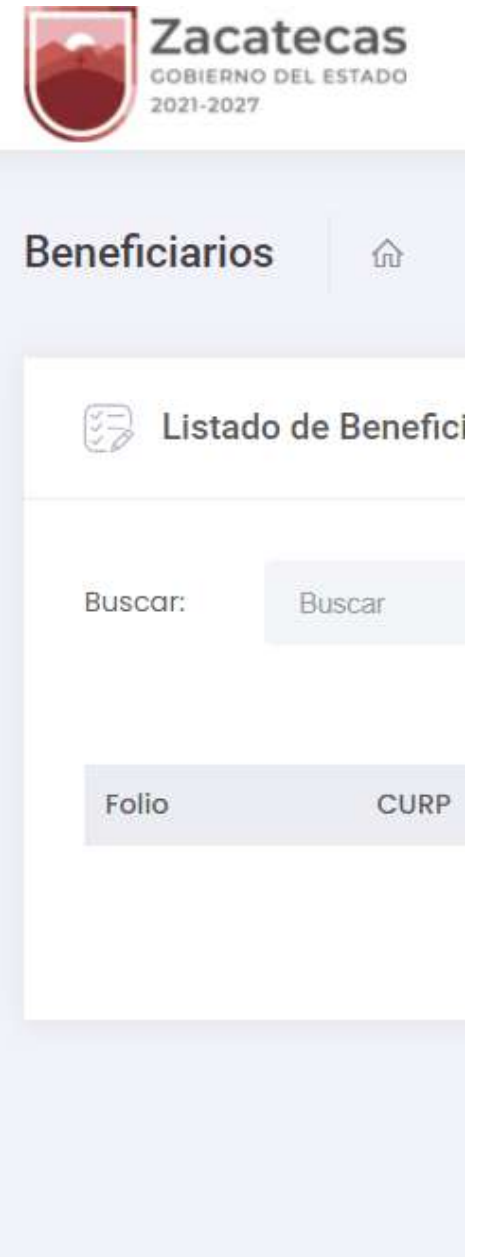 Zacatecas
GOBIERNO DEL ESTADO
2021-2027
Beneficiarios
Listado de Benefici
Buscar: Buscar
Folio CURP